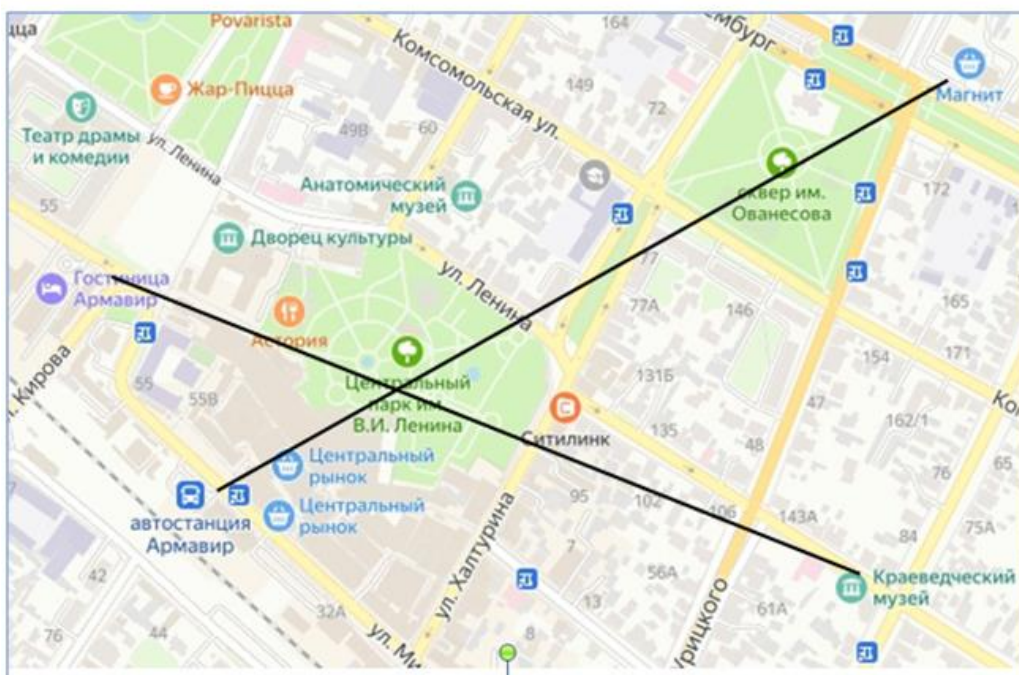 Povarista
164
Комсомольская ул.
149
72
Жар-Пицца
Магнит
Театр драмы
и комедии
ул. Ленина
49В
60
Анатомический
музей
сквер им.
Ованесова
172
55
Дворец культуры
ул. Ленина
77
77А
146
165
Гостиница
Армавир
Астория
Центральный
парк им.
В.И. Ленина
131Б
154
171
Кирова
55
55В
Ситилинк
135
48
47
162/1
Центральный
рынок
Центральный
рынок
автостанция
Армавир
95
102
106
143А
76
65
75А
84
ул. Халтурина
7
42
56А
Краеведческий
музей
32А
13
61А
76
44
8
Урицкого